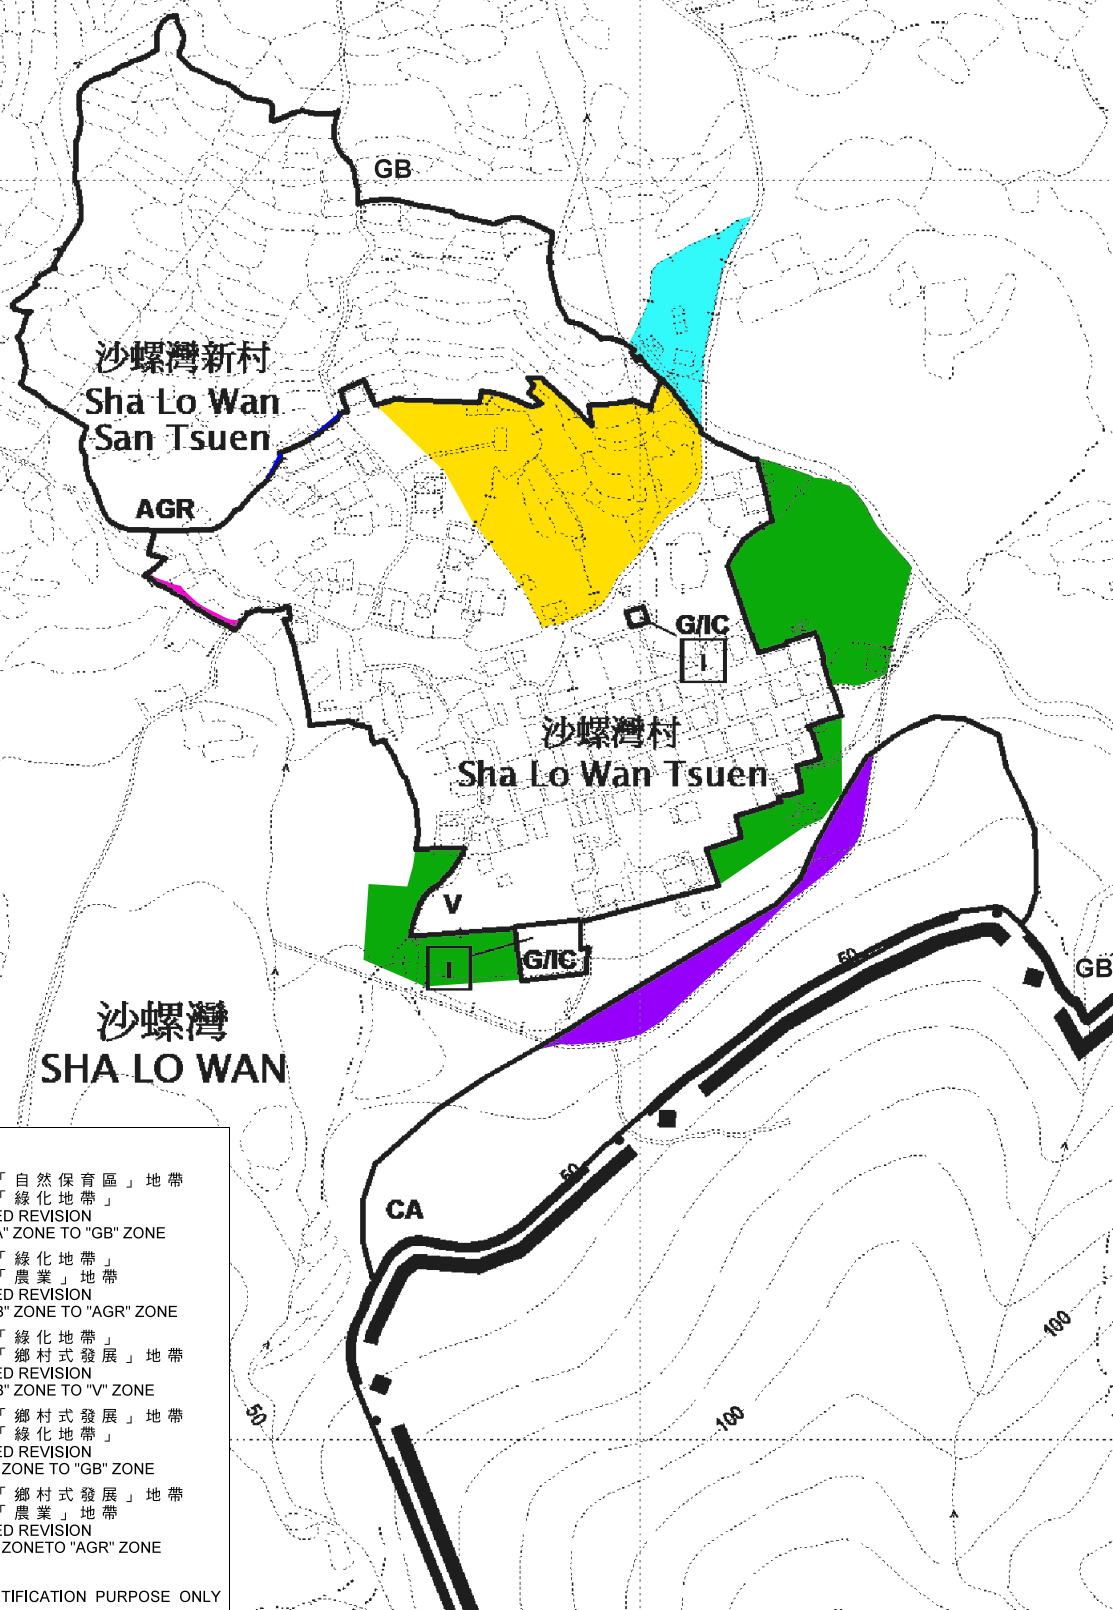 GB
沙螺灣新村
Sha Lo Wan
San Tsuen
AGR
G/IC
I
沙螺灣村
Sha Lo Wan Tsuen
V
I
G/IC
50
GB
沙螺灣
SHA LO WAN
50
CA
100
50
100
「自然保育區」地帶
「綠化地帶」
ED REVISION
A" ZONE TO "GB" ZONE
「綠化地帶」
「農業」地帶
ED REVISION
B" ZONE TO "AGR" ZONE
「綠化地帶」
「鄉村式發展」地帶
ED REVISION
B" ZONE TO "V" ZONE
「鄉村式發展」地帶
「綠化地帶」
ED REVISION
ZONE TO "GB" ZONE
「鄉村式發展」地帶
「農業」地帶
ED REVISION
ZONETO "AGR" ZONE
TIFICATION PURPOSE ONLY